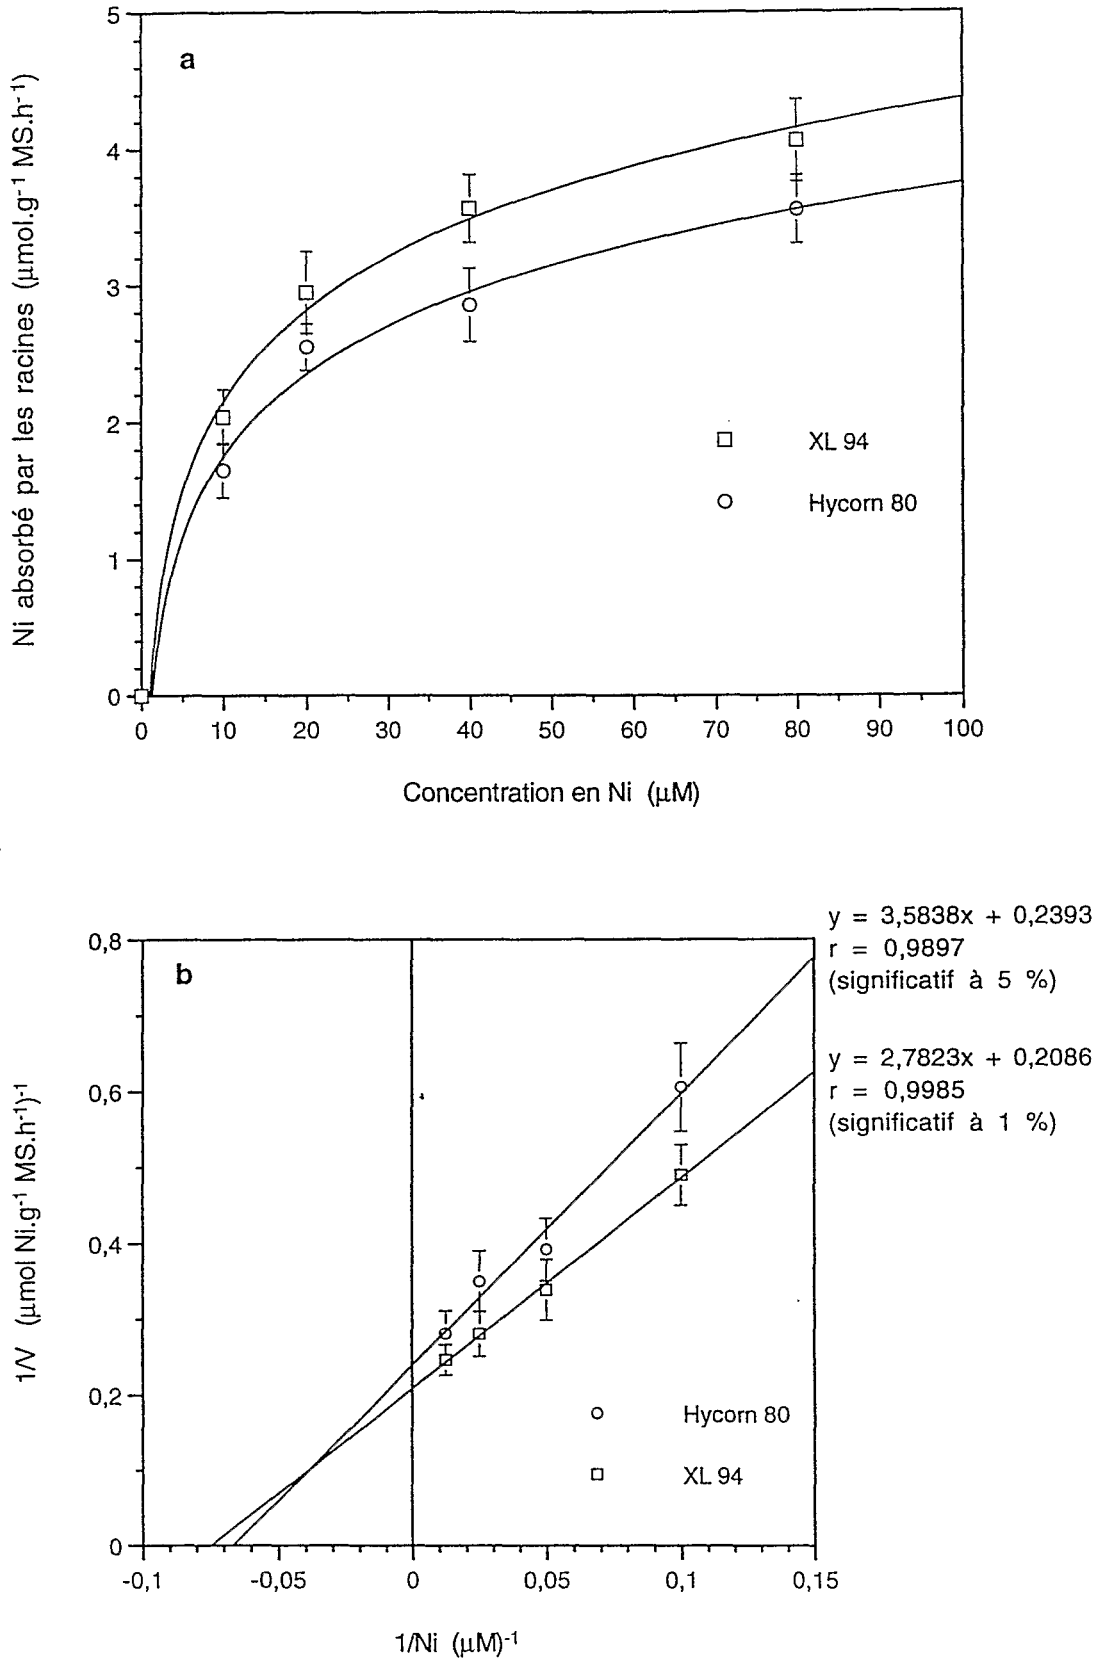 a
Ni absorbé par les racines (µmol.g⁻¹ MS.h⁻¹)
5
4
3
2
1
0
XL 94
Hycorn 80
0 10 20 30 40 50 60 70 80 90 100
Concentration en Ni (µM)
y = 3,5838x + 0,2393
r = 0,9897
(significatif à 5 %)
y = 2,7823x + 0,2086
r = 0,9985
(significatif à 1 %)
b
1/V (µmol Ni.g⁻¹ MS.h⁻¹)⁻¹
0,8
0,6
0,4
0,2
0
Hycorn 80
XL 94
-0,1 -0,05 0 0,05 0,1 0,15
1/Ni (µM)⁻¹